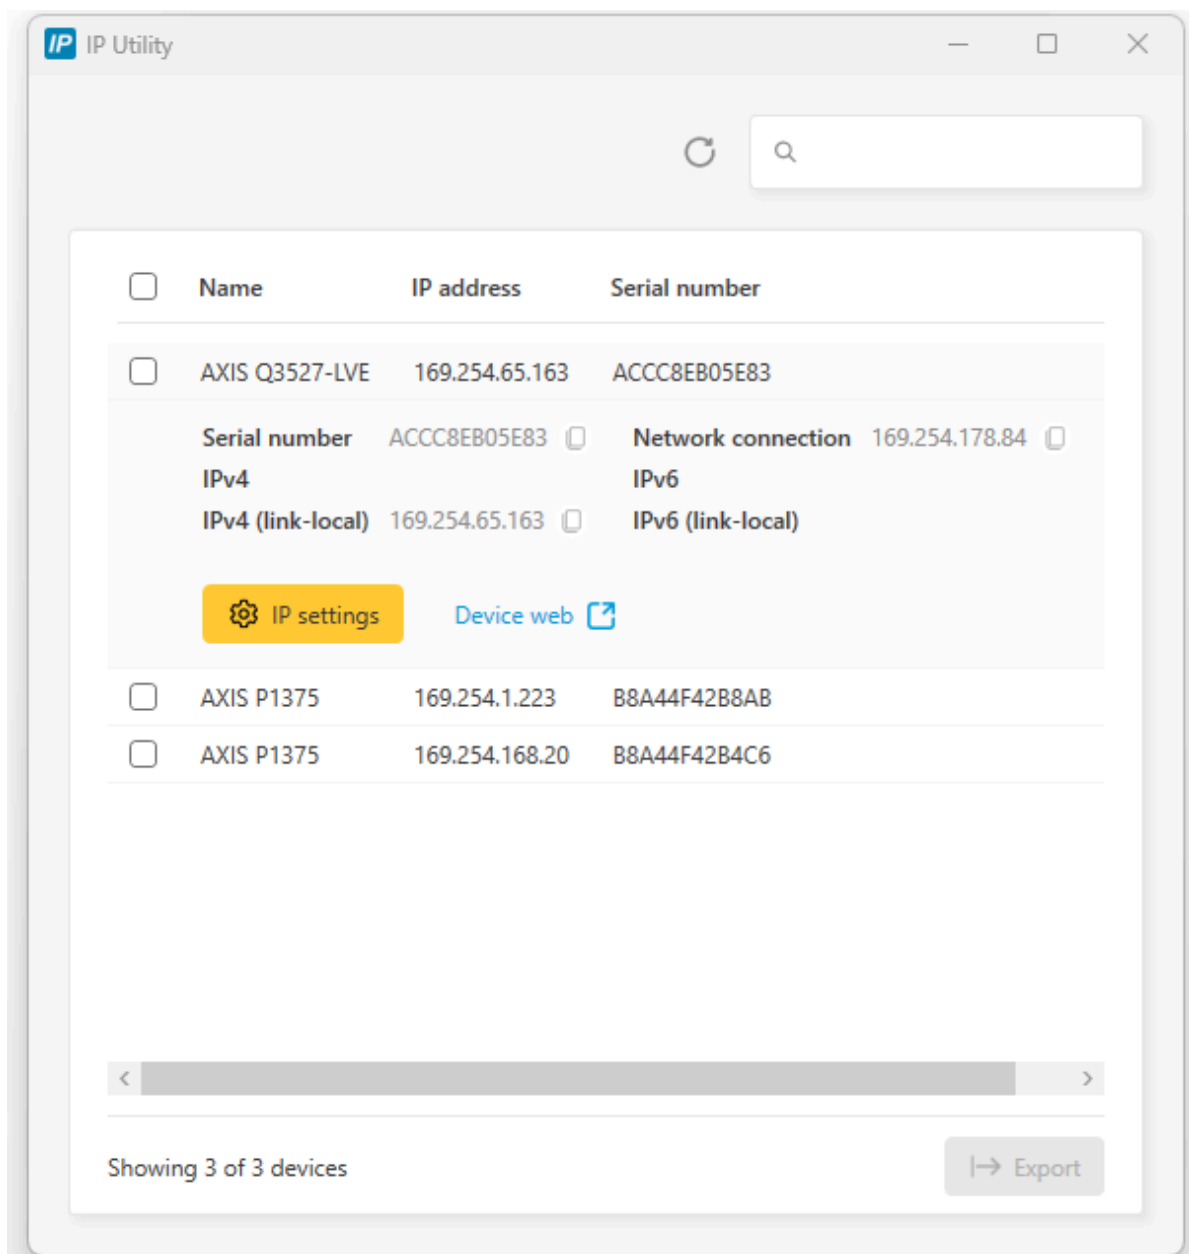 IP IP Utility
Name IP address Serial number
AXIS Q3527-LVE 169.254.65.163 ACCC8EB05E83
Serial number ACCC8EB05E83 Network connection 169.254.178.84
IPv4 IPv6
IPv4 (link-local) 169.254.65.163 IPv6 (link-local)
IP settings Device web
AXIS P1375 169.254.1.223 B8A44F42B8AB
AXIS P1375 169.254.168.20 B8A44F42B4C6
Showing 3 of 3 devices Export